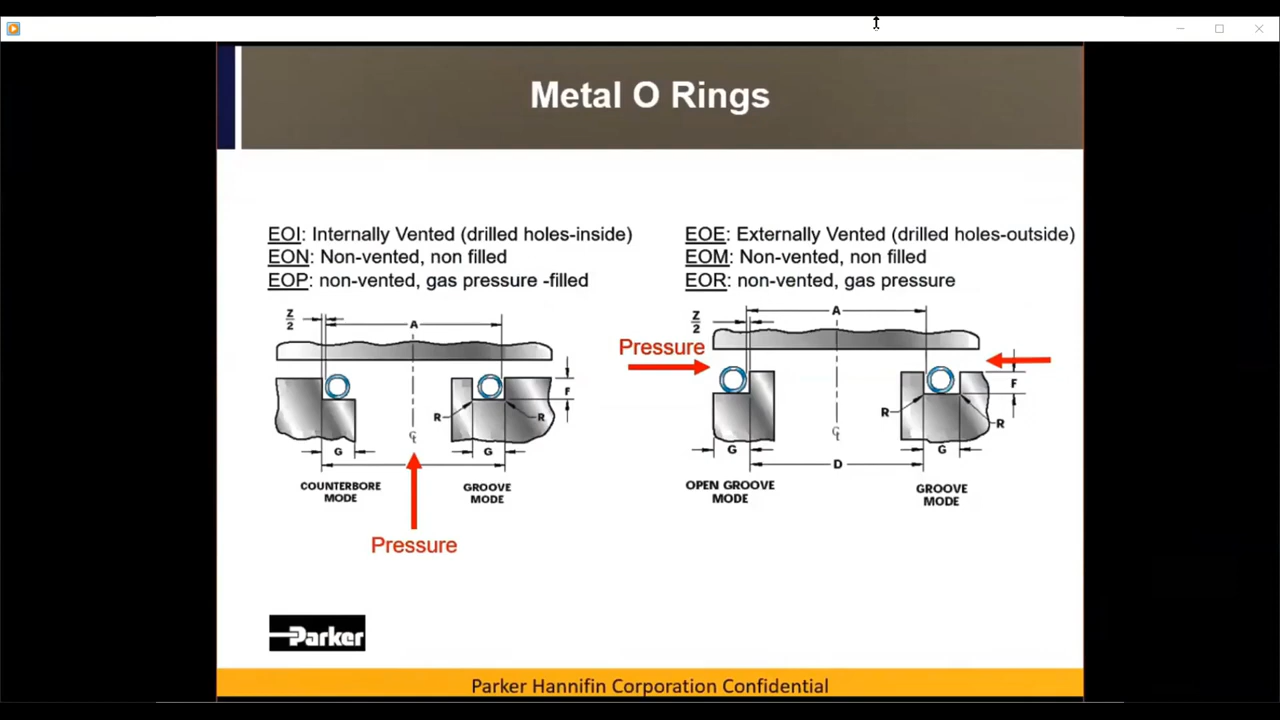 Metal O Rings
EOI: Internally Vented (drilled holes-inside)
EON: Non-vented, non filled
EOP: non-vented, gas pressure -filled
EOE: Externally Vented (drilled holes-outside)
EOM: Non-vented, non filled
EOR: non-vented, gas pressure
Z
2
A
F
R
R
G
G
COUNTERBORE
MODE
GROOVE
MODE
Pressure
Z
2
A
Pressure
F
R
R
G
D
G
OPEN GROOVE
MODE
GROOVE
MODE
Parker
Parker Hannifin Corporation Confidential